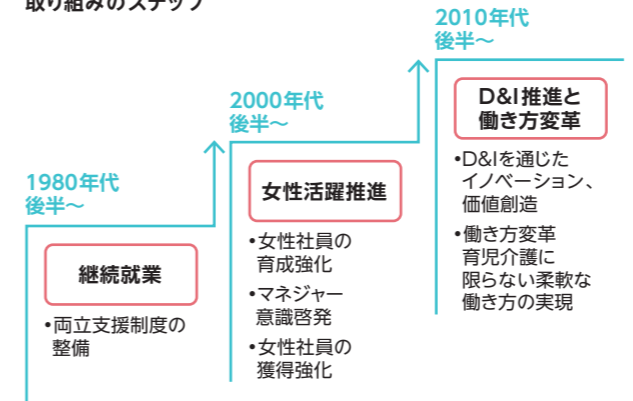 取り組みのステップ
1980年代
後半～
継続就業
•両立支援制度の
整備
2000年代
後半～
女性活躍推進
•女性社員の
育成強化
•マネジャー
意識啓発
•女性社員の
獲得強化
2010年代
後半～
D&I推進と
働き方変革
•D&Iを通じた
イノベーション、
価値創造
•働き方変革
育児介護に
限らない柔軟な
働き方の実現